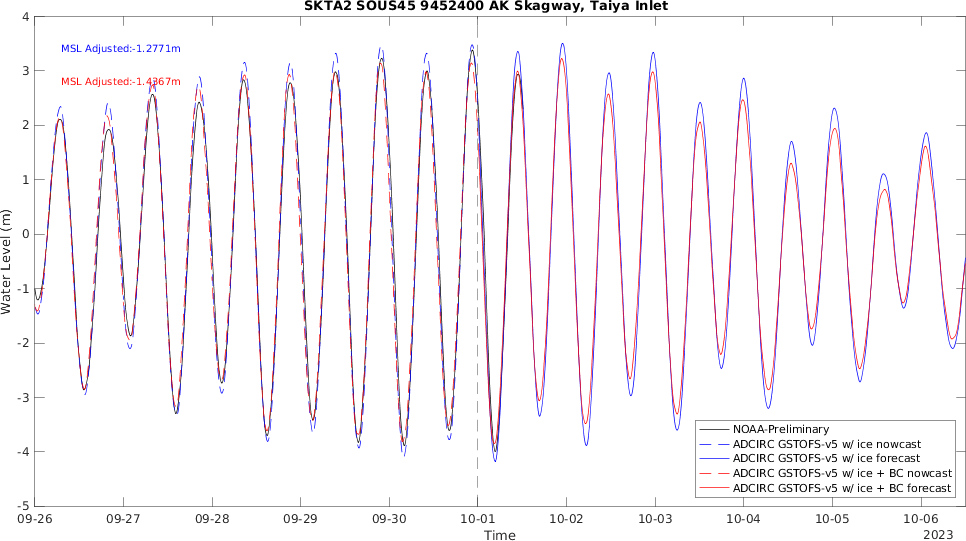 SKTA2 SOUS45 9452400 AK Skagway, Taiya Inlet
MSL Adjusted:-1.2771m
MSL Adjusted:-1.4367m
Water Level (m)
4
3
2
1
0
-1
-2
-3
-4
-5
NOAA-Preliminary
ADCIRC GSTOFS-v5 w/ ice nowcast
ADCIRC GSTOFS-v5 w/ ice forecast
ADCIRC GSTOFS-v5 w/ ice + BC nowcast
ADCIRC GSTOFS-v5 w/ ice + BC forecast
09-26 09-27 09-28 09-29 09-30 10-01 10-02 10-03 10-04 10-05 10-06
Time
2023